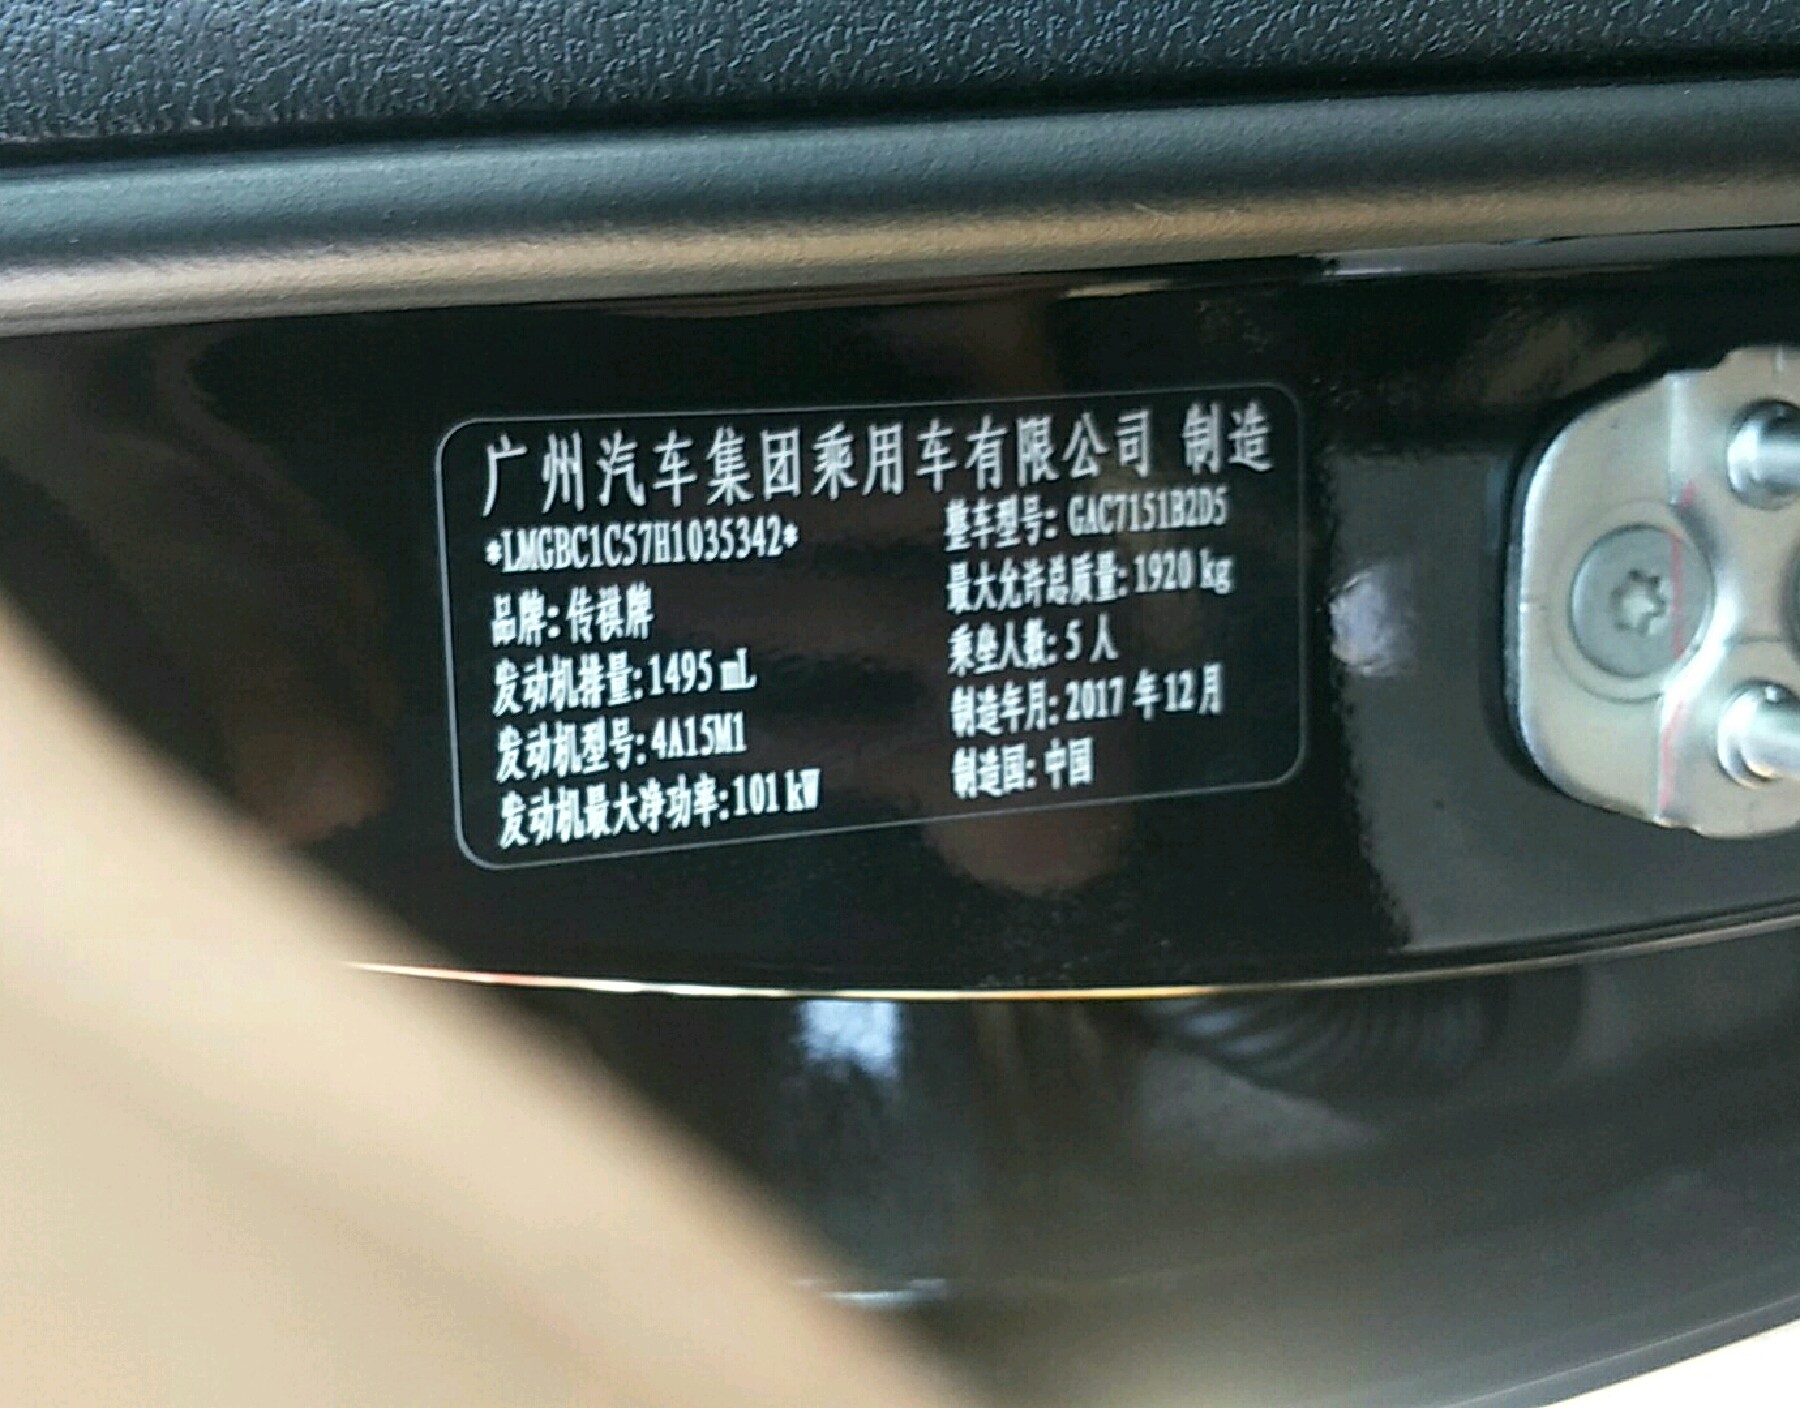 广州汽车集团乘用车有限公司 制造
*LMGBC1C57H1035342*
整车型号: GAC7151B2D5
品牌: 传祺牌
最大允许总质量: 1920 kg
发动机排量: 1495 mL
乘坐人数: 5 人
发动机型号: 4A15M1
制造年月: 2017 年12月
发动机最大净功率: 101 kW
制造国: 中国